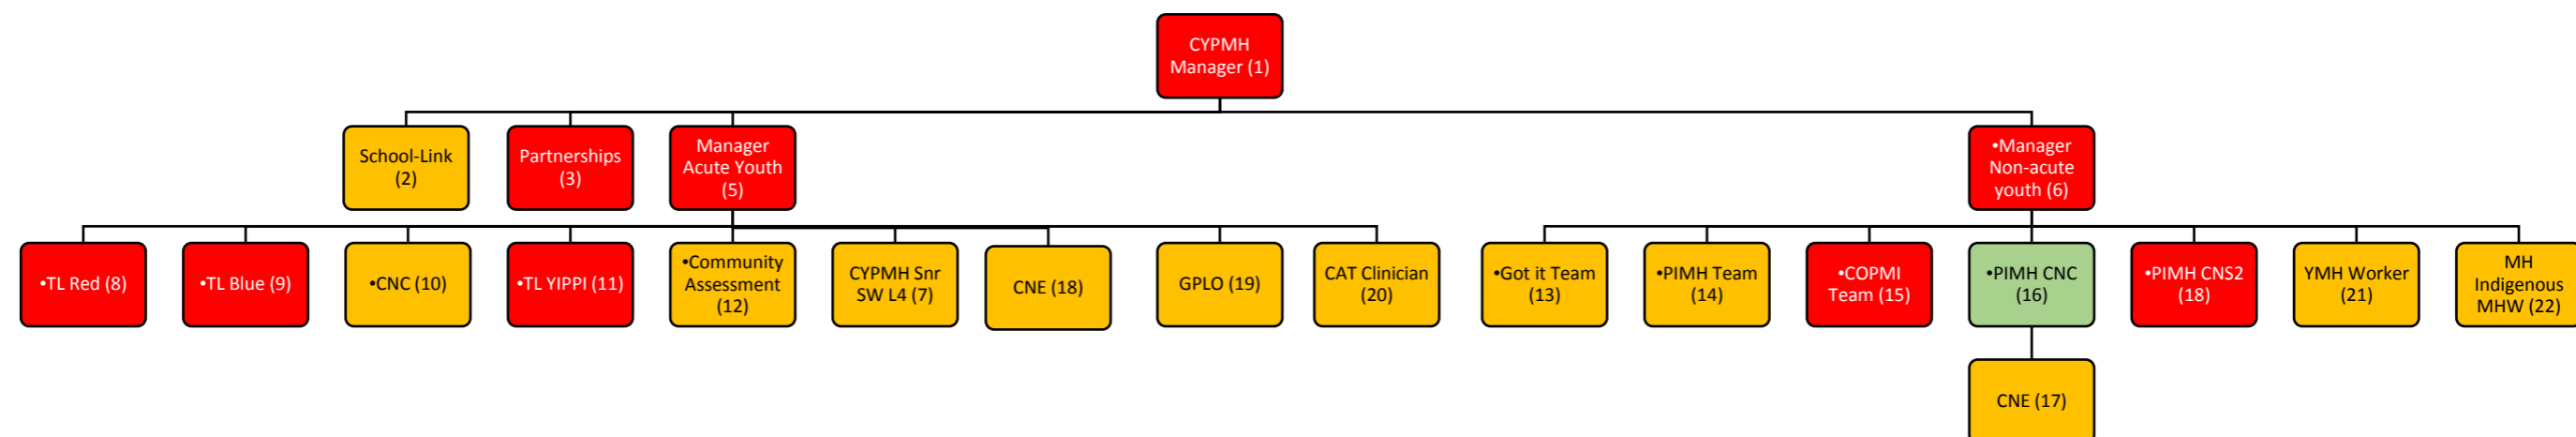 CYPMH
Manager (1)
School-Link
(2)
Partnerships
(3)
Manager
Acute Youth
(5)
•Manager
Non-acute
youth (6)
•TL Red (8)
•TL Blue (9)
•CNC (10)
•TL YIPPI (11)
•Community
Assessment
(12)
CYPMH Snr
SW L4 (7)
CNE (18)
GPLO (19)
CAT Clinician
(20)
•Got it Team
(13)
•PIMH Team
(14)
•COPMI
Team (15)
•PIMH CNC
(16)
•PIMH CNS2
(18)
YMH Worker
(21)
MH
Indigenous
MHW (22)
CNE (17)